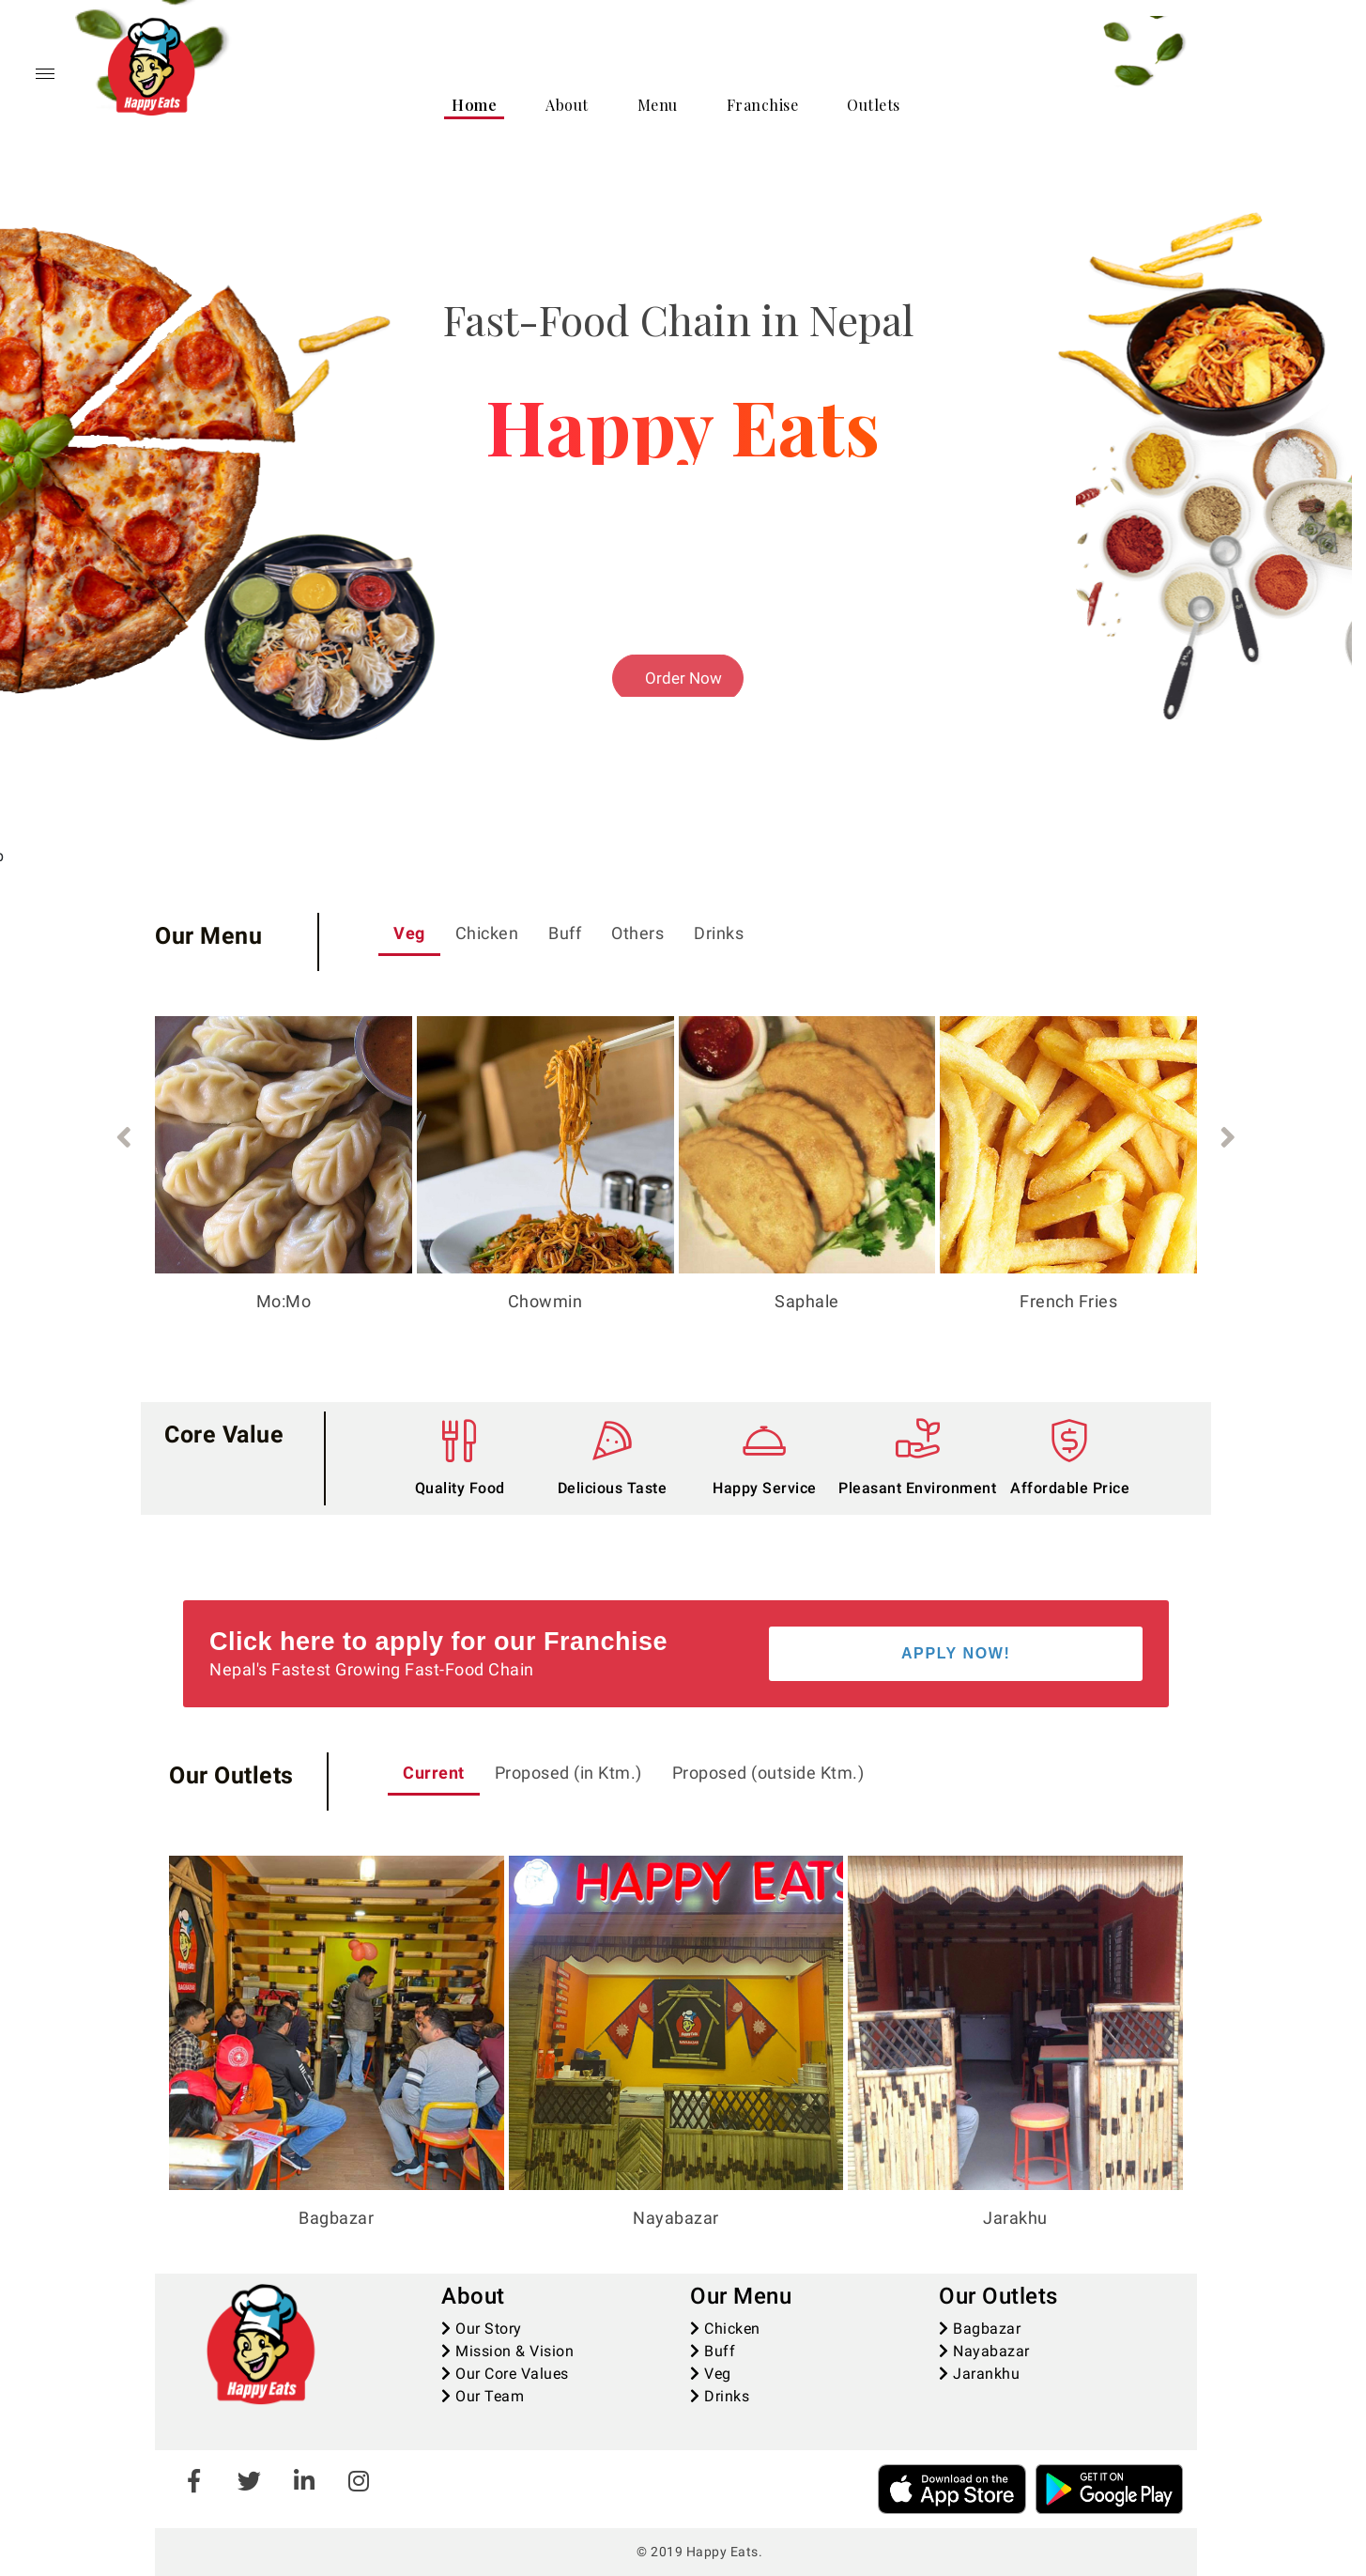 Happy Eats
Home About Menu Franchise Outlets
Fast-Food Chain in Nepal
Happy Eats
Order Now
Our Menu
Veg Chicken Buff Others Drinks
Mo:Mo Chowmin Saphale French Fries
Core Value
Quality Food Delicious Taste Happy Service Pleasant Environment Affordable Price
Click here to apply for our Franchise
Nepal's Fastest Growing Fast-Food Chain
APPLY NOW!
Our Outlets
Current Proposed (in Ktm.) Proposed (outside Ktm.)
Happy Eats
BAGBAZAR
HAPPY EATS
Bagbazar Nayabazar Jarakhu
Happy Eats
About
Our Story
Mission & Vision
Our Core Values
Our Team
Our Menu
Chicken
Buff
Veg
Drinks
Our Outlets
Bagbazar
Nayabazar
Jarankhu
Download on the
App Store
GET IT ON
Google Play
© 2019 Happy Eats.